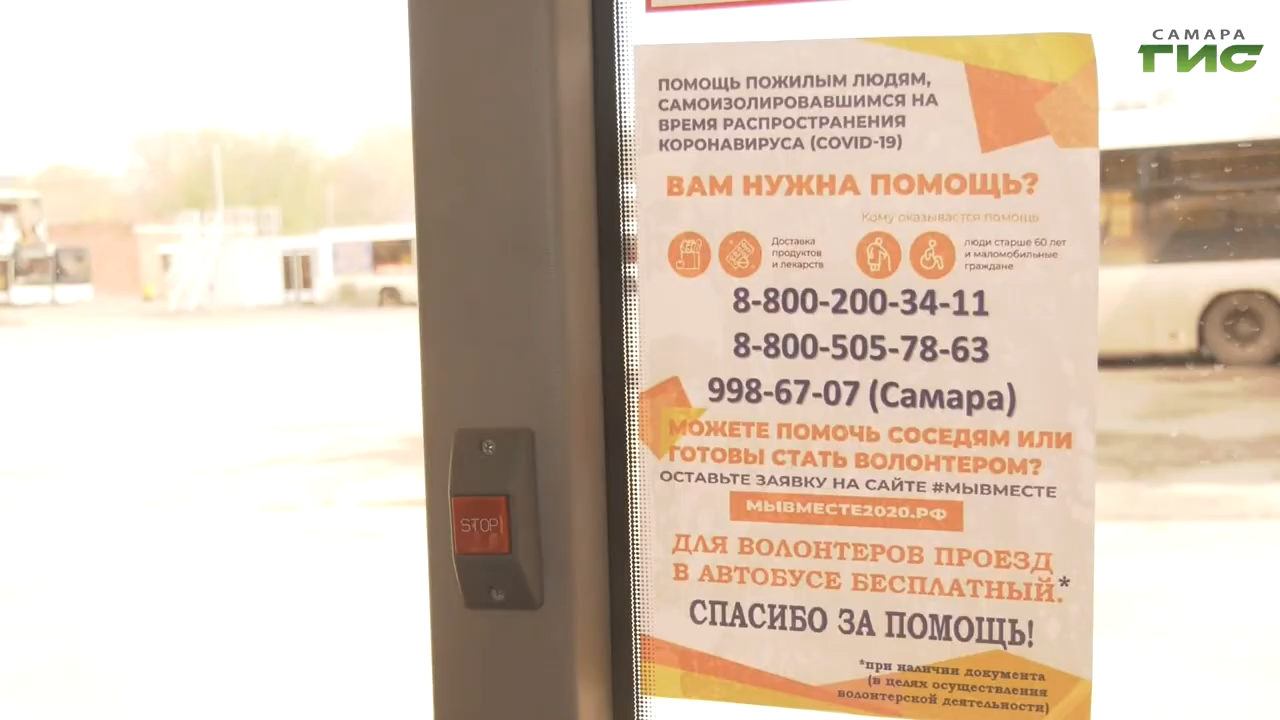 САМАРА
ГИС
ПОМОЩЬ ПОЖИЛЫМ ЛЮДЯМ,
САМОИЗОЛИРОВАВШИМСЯ НА
ВРЕМЯ РАСПРОСТРАНЕНИЯ
КОРОНАВИРУСА (COVID-19)
ВАМ НУЖНА ПОМОЩЬ?
Кому оказывается помощь
Доставка
продуктов
и лекарств
люди старше 60 лет
и маломобильные
граждане
8-800-200-34-11
8-800-505-78-63
998-67-07 (Самара)
МОЖЕТЕ ПОМОЧЬ СОСЕДЯМ ИЛИ
ГОТОВЫ СТАТЬ ВОЛОНТЕРОМ?
ОСТАВЬТЕ ЗАЯВКУ НА САЙТЕ #МЫВМЕСТЕ
МЫВМЕСТЕ2020.РФ
ДЛЯ ВОЛОНТЕРОВ ПРОЕЗД
В АВТОБУСЕ БЕСПЛАТНЫЙ.*
СПАСИБО ЗА ПОМОЩЬ!
*при наличии документа
(в целях осуществления
волонтерской деятельности)
STOP